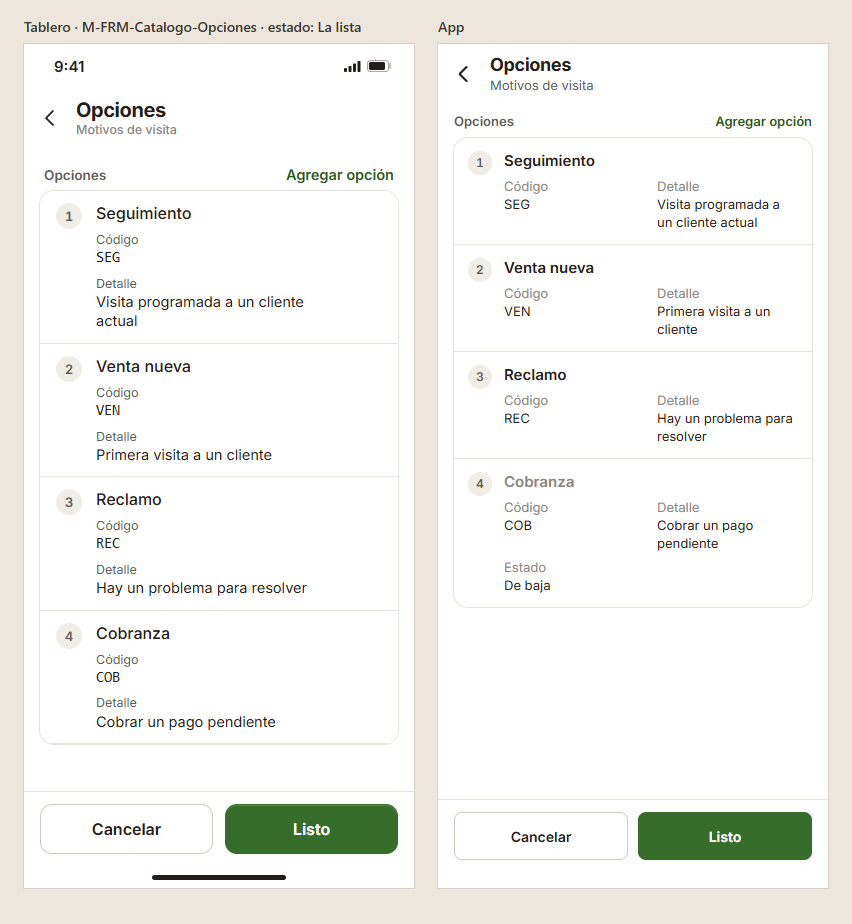 Tablero · M-FRM-Catalogo-Opciones · estado: La lista
9:41
Opciones
Motivos de visita
Opciones
Agregar opción
1
Seguimiento
Código
SEG
Detalle
Visita programada a un cliente
actual
2
Venta nueva
Código
VEN
Detalle
Primera visita a un cliente
3
Reclamo
Código
REC
Detalle
Hay un problema para resolver
4
Cobranza
Código
COB
Detalle
Cobrar un pago pendiente
Cancelar
Listo
App
Opciones
Motivos de visita
Opciones
Agregar opción
1
Seguimiento
Código
SEG
Detalle
Visita programada a
un cliente actual
2
Venta nueva
Código
VEN
Detalle
Primera visita a un
cliente
3
Reclamo
Código
REC
Detalle
Hay un problema para
resolver
4
Cobranza
Código
COB
Detalle
Cobrar un pago
pendiente
Estado
De baja
Cancelar
Listo